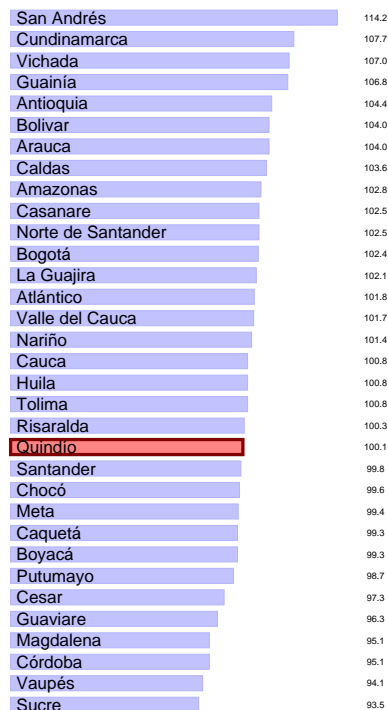 San Andrés 114.2
Cundinamarca 107.7
Vichada 107.0
Guainía 106.8
Antioquia 104.4
Bolivar 104.0
Arauca 104.0
Caldas 103.6
Amazonas 102.8
Casanare 102.5
Norte de Santander 102.5
Bogotá 102.4
La Guajira 102.1
Atlántico 101.8
Valle del Cauca 101.7
Nariño 101.4
Cauca 100.8
Huila 100.8
Tolima 100.8
Risaralda 100.3
Quindío 100.1
Santander 99.8
Chocó 99.6
Meta 99.4
Caquetá 99.3
Boyacá 99.3
Putumayo 98.7
Cesar 97.3
Guaviare 96.3
Magdalena 95.1
Córdoba 95.1
Vaupés 94.1
Sucre 93.5